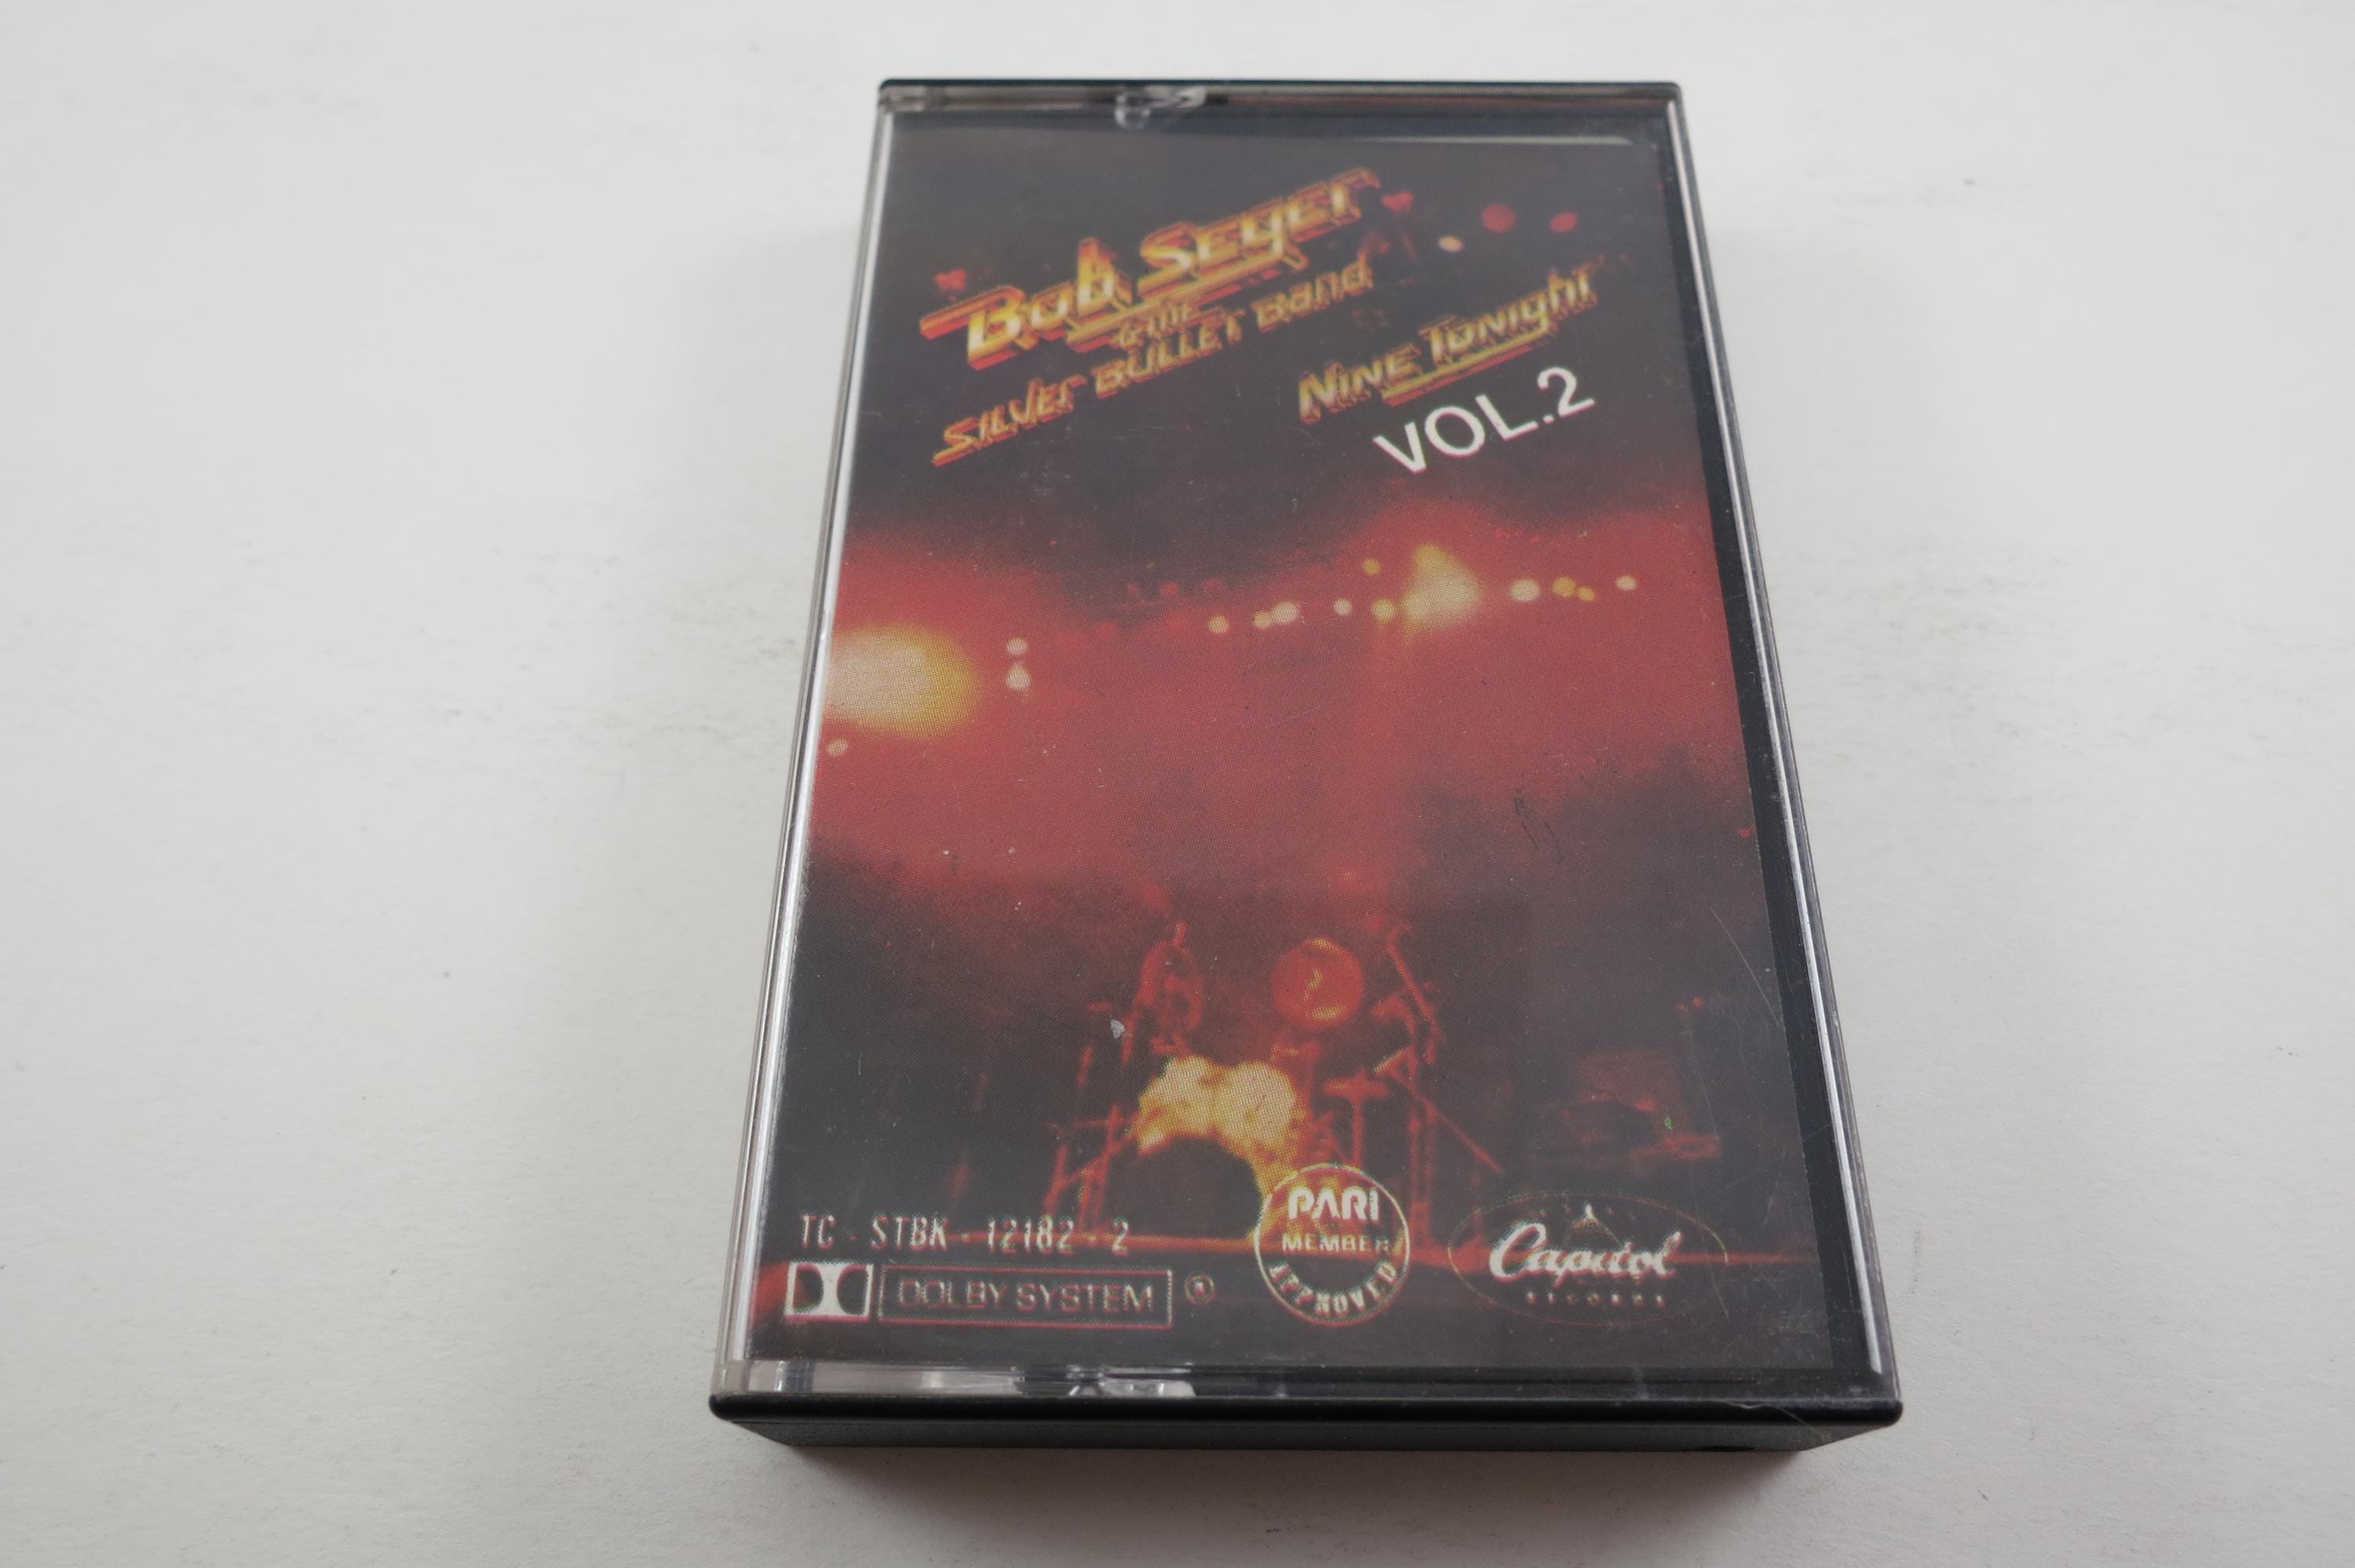 Bob Seger
& THE
SILVER BULLET Band
NINE TONIGHT
VOL.2
TC - STBK - 12182 - 2
DOLBY SYSTEM ®
PARI
MEMBER
APPROVED
Capitol
RECORDS